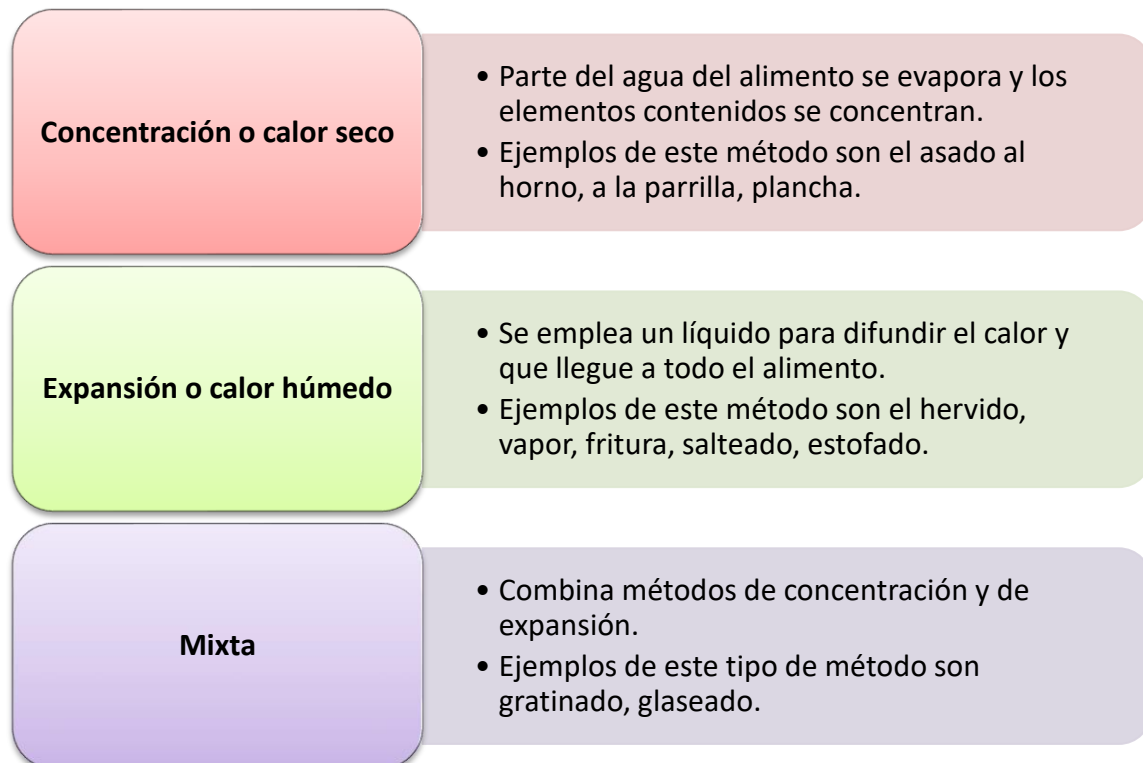 Concentración o calor seco
• Parte del agua del alimento se evapora y los
elementos contenidos se concentran.
• Ejemplos de este método son el asado al
horno, a la parrilla, plancha.
Expansión o calor húmedo
• Se emplea un líquido para difundir el calor y
que llegue a todo el alimento.
• Ejemplos de este método son el hervido,
vapor, fritura, salteado, estofado.
Mixta
• Combina métodos de concentración y de
expansión.
• Ejemplos de este tipo de método son
gratinado, glaseado.